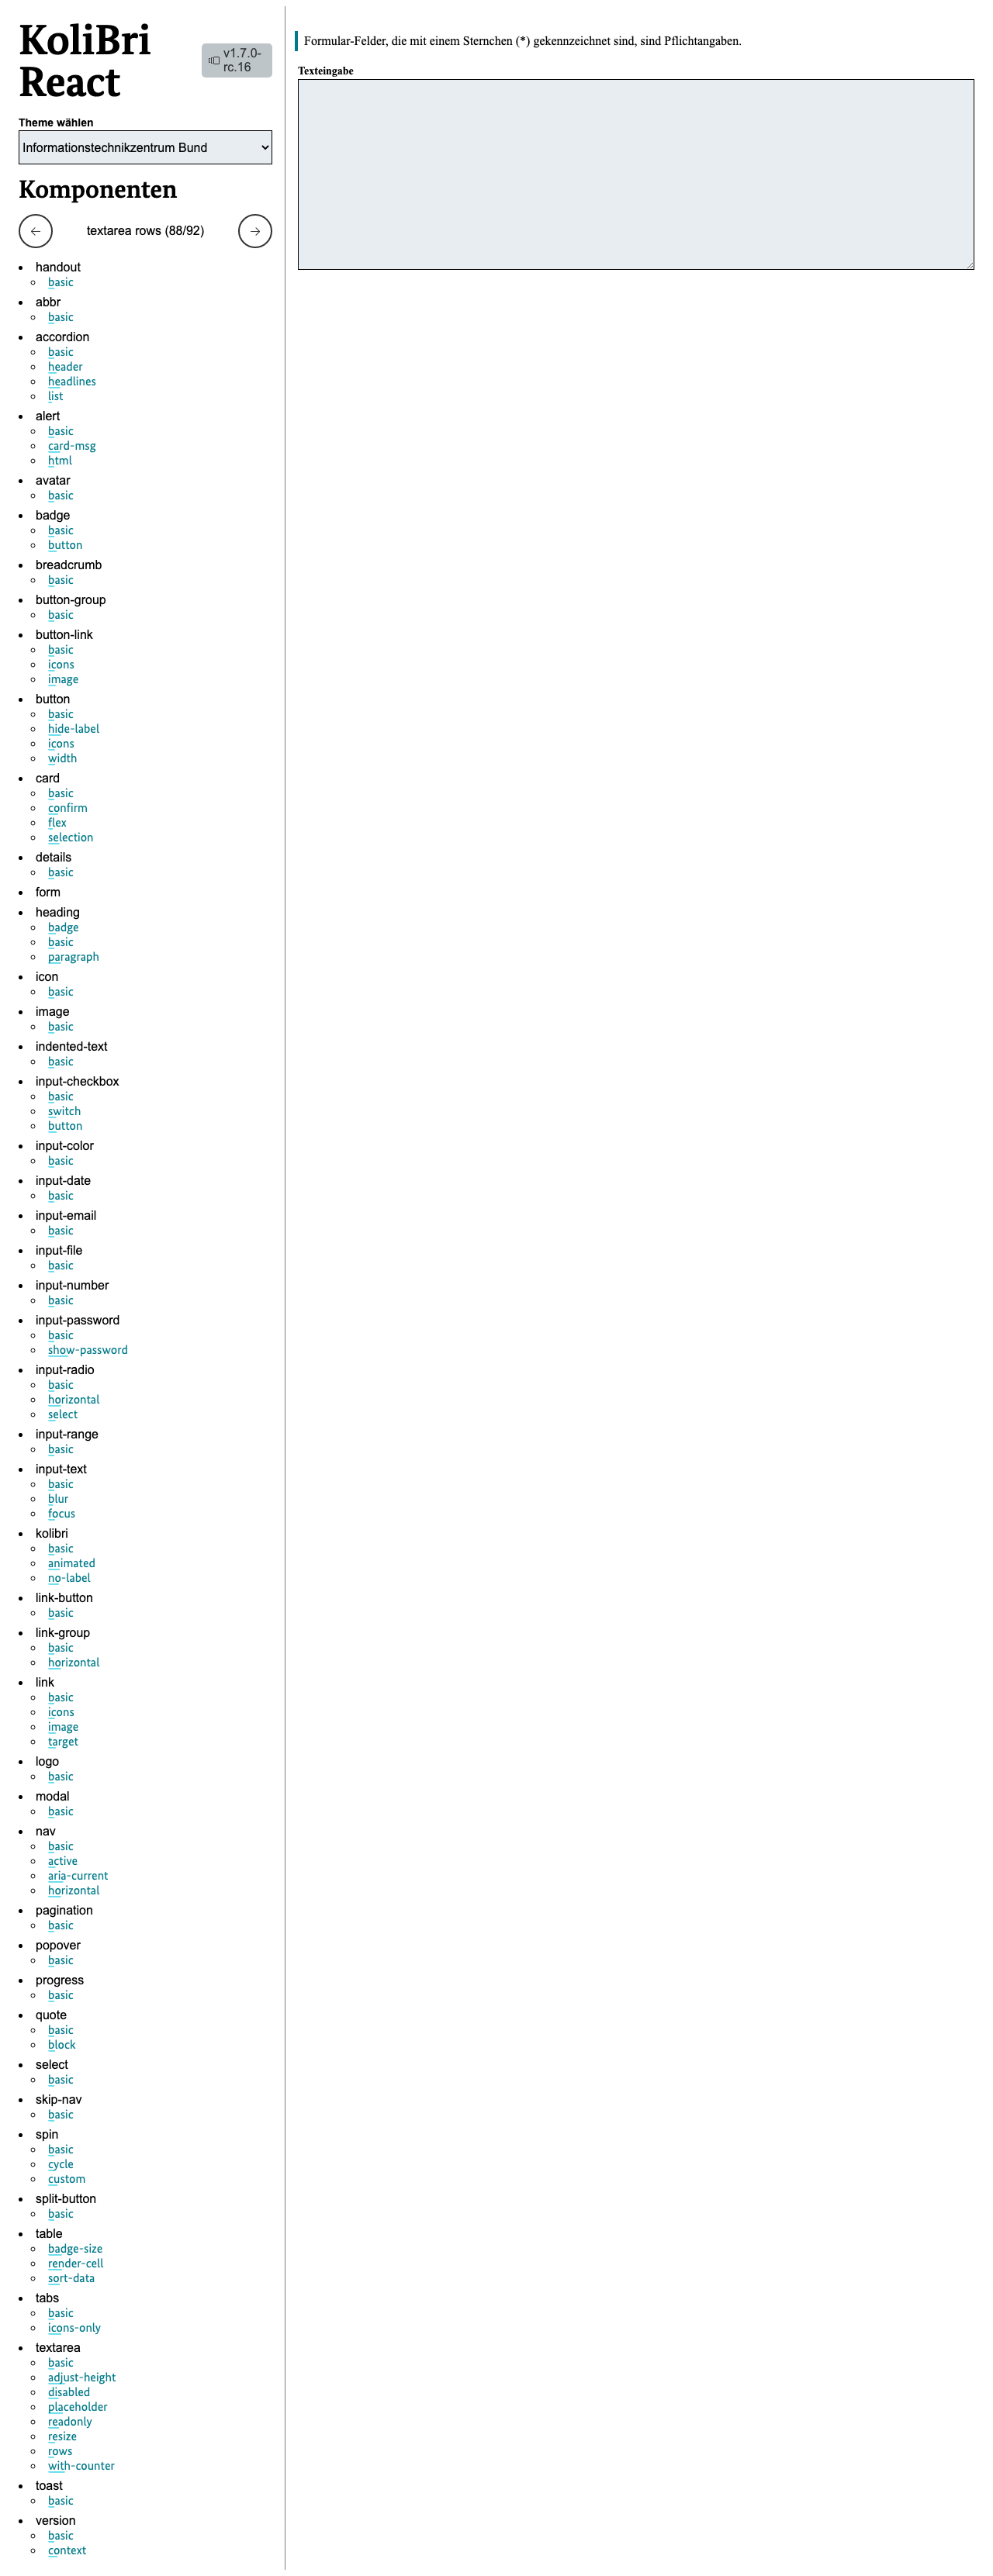 KoliBri
React
v1.7.0-
rc.16
Theme wählen
Informationstechnikzentrum Bund
Komponenten
textarea rows (88/92)
handout
basic
abbr
basic
accordion
basic
header
headlines
list
alert
basic
card-msg
html
avatar
basic
badge
basic
button
breadcrumb
basic
button-group
basic
button-link
basic
icons
image
button
basic
hide-label
icons
width
card
basic
confirm
flex
selection
details
basic
form
heading
badge
basic
paragraph
icon
basic
image
basic
indented-text
basic
input-checkbox
basic
switch
button
input-color
basic
input-date
basic
input-email
basic
input-file
basic
input-number
basic
input-password
basic
show-password
input-radio
basic
horizontal
select
input-range
basic
input-text
basic
blur
focus
kolibri
basic
animated
no-label
link-button
basic
link-group
basic
horizontal
link
basic
icons
image
target
logo
basic
modal
basic
nav
basic
active
aria-current
horizontal
pagination
basic
popover
basic
progress
basic
quote
basic
block
select
basic
skip-nav
basic
spin
basic
cycle
custom
split-button
basic
table
badge-size
render-cell
sort-data
tabs
basic
icons-only
textarea
basic
adjust-height
disabled
placeholder
readonly
resize
rows
with-counter
toast
basic
version
basic
context
Formular-Felder, die mit einem Sternchen (*) gekennzeichnet sind, sind Pflichtangaben.
Texteingabe